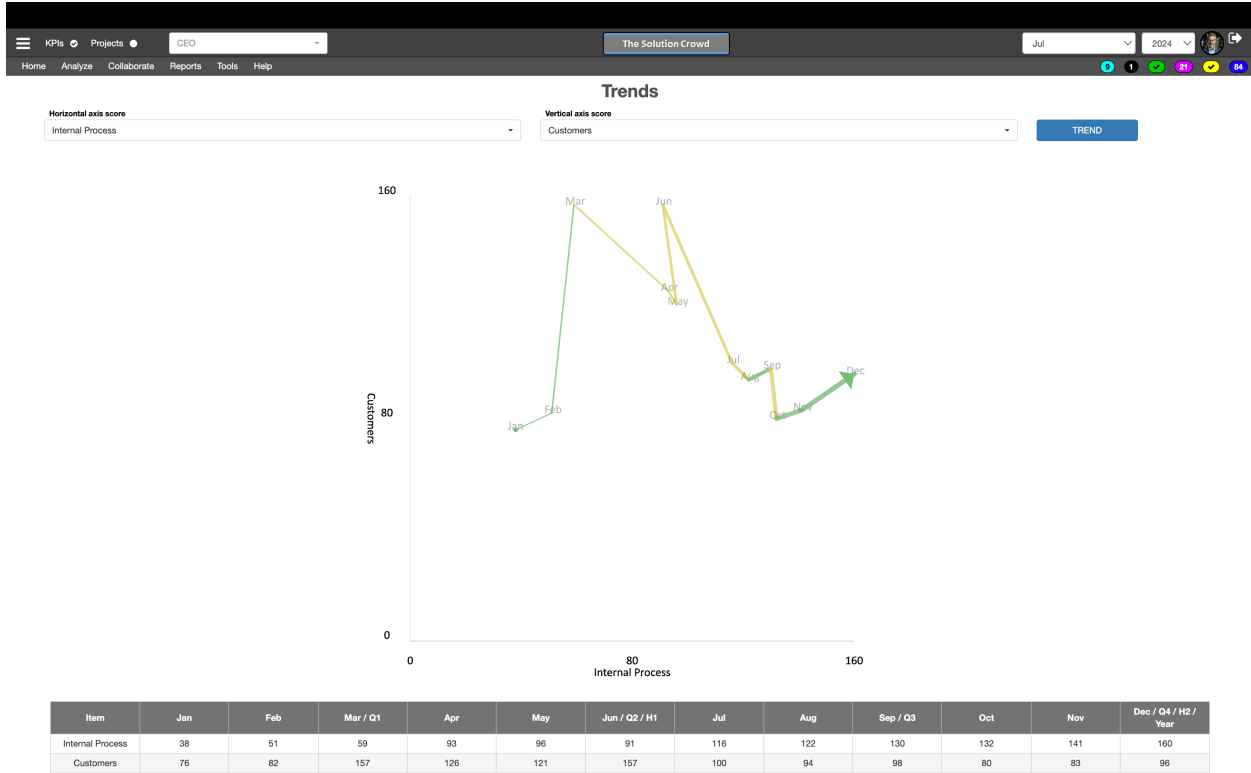 KPIs Projects CEO The Solution Crowd Jul 2024
Home Analyze Collaborate Reports Tools Help 9 1 21 84
Trends
Horizontal axis score Vertical axis score
Internal Process Customers TREND
160
Mar Jun
Apr
May
Jul Sep
Aug Dec
Customers
80
Feb Oct Nov
Jan
0
0 80 160
Internal Process
Item Jan Feb Mar / Q1 Apr May Jun / Q2 / H1 Jul Aug Sep / Q3 Oct Nov Dec / Q4 / H2 /
Year
Internal Process 38 51 59 93 96 91 116 122 130 132 141 160
Customers 76 82 157 126 121 157 100 94 98 80 83 96